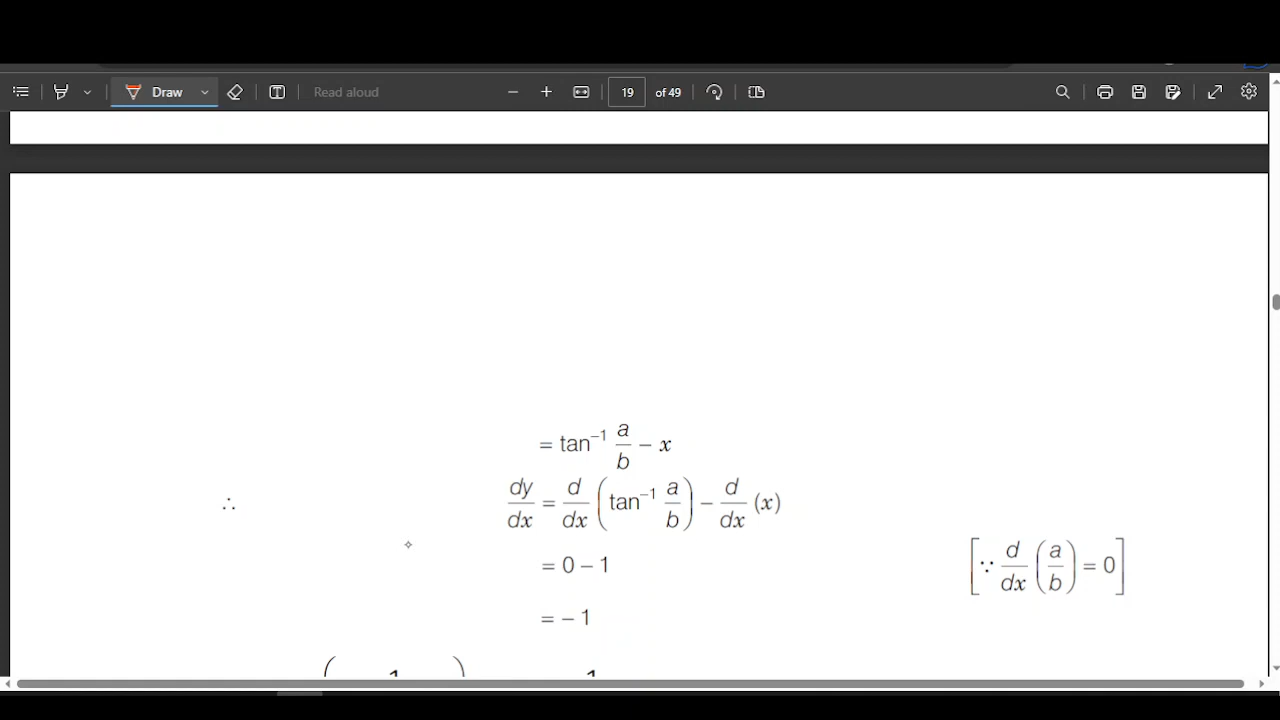 Draw Read aloud 19 of 49
= tan⁻¹ a/b − x
∴ dy/dx = d/dx (tan⁻¹ a/b) − d/dx (x)
= 0 − 1 [∵ d/dx (a/b) = 0]
= − 1